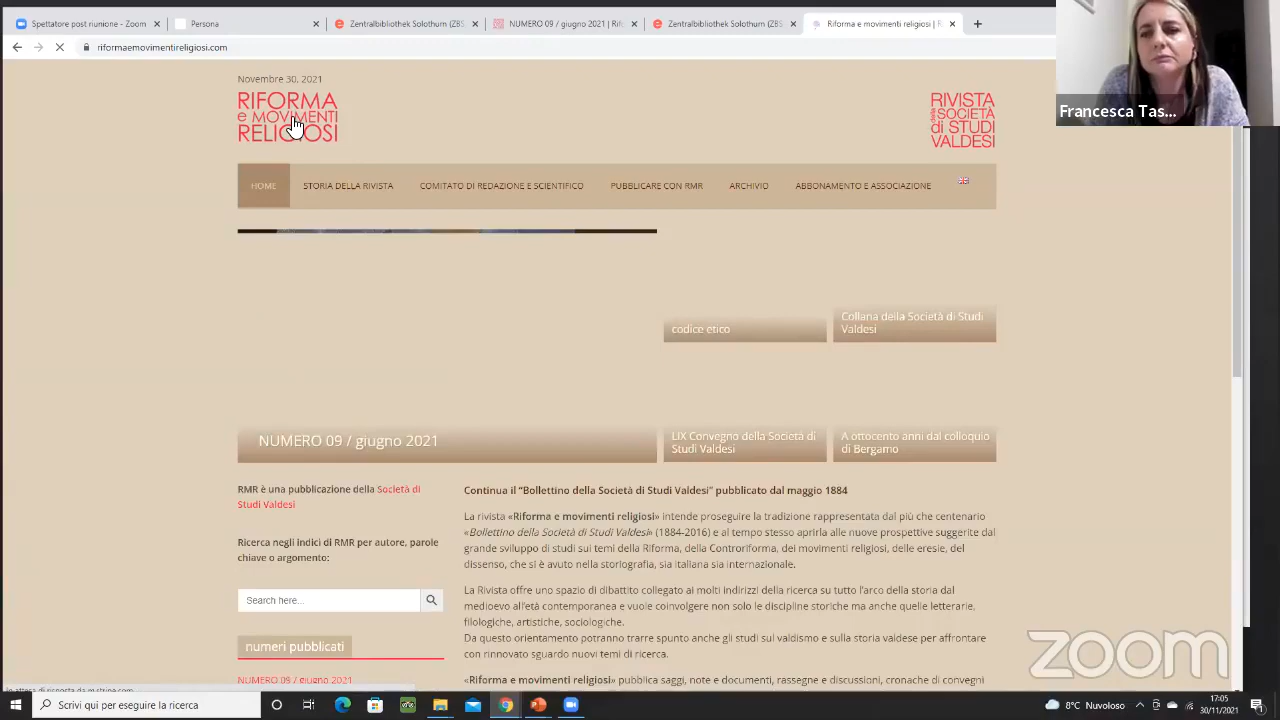 Spettatore post riunione - Zoom
Persona
Zentralbibliothek Solothurn (ZBS
NUMERO 09 / giugno 2021 | Rif
Zentralbibliothek Solothurn (ZBS
Riforma e movimenti religiosi | R
riformaemovimentireligiosi.com
Francesca Tas...
Novembre 30, 2021
RIFORMA
e MOVIMENTI
RELIGIOSI
RIVISTA
della SOCIETÀ
di STUDI
VALDESI
HOME
STORIA DELLA RIVISTA
COMITATO DI REDAZIONE E SCIENTIFICO
PUBBLICARE CON RMR
ARCHIVIO
ABBONAMENTO E ASSOCIAZIONE
codice etico
Collana della Società di Studi
Valdesi
NUMERO 09 / giugno 2021
LIX Convegno della Società di
Studi Valdesi
A ottocento anni dal colloquio
di Bergamo
RMR è una pubblicazione della Società di
Studi Valdesi
Ricerca negli indici di RMR per autore, parole
chiave o argomento:
Search here...
numeri pubblicati
NUMERO 09 / giugno 2021
Continua il “Bollettino della Società di Studi Valdesi” pubblicato dal maggio 1884
La rivista «Riforma e movimenti religiosi» intende proseguire la tradizione rappresentata dal più che centenario
«Bollettino della Società di Studi Valdesi» (1884-2016) e al tempo stesso aprirla alle nuove prospettive suggerite dal
grande sviluppo di studi sui temi della Riforma, della Controriforma, dei movimenti religiosi, delle eresie, del
dissenso, che si è avuto nella storiografia, sia italiana sia internazionale.
La Rivista offre uno spazio di dibattito collegato ai molti indirizzi della ricerca su tutto l’arco della storia dal
medioevo all’età contemporanea e vuole coinvolgere non solo le discipline storiche ma anche quelle letterarie,
filologiche, artistiche, sociologiche.
Da questo orientamento potranno trarre spunto anche gli studi sul valdismo e sulla storia valdese per affrontare
con rinnovato sguardo nuovi temi di ricerca.
«Riforma e movimenti religiosi» pubblica saggi, note e documenti, rassegne e discussioni, cronache di convegni
zoom
In attesa di risposta da m.stripe.com
Scrivi qui per eseguire la ricerca
8°C Nuvoloso
17:05
30/11/2021